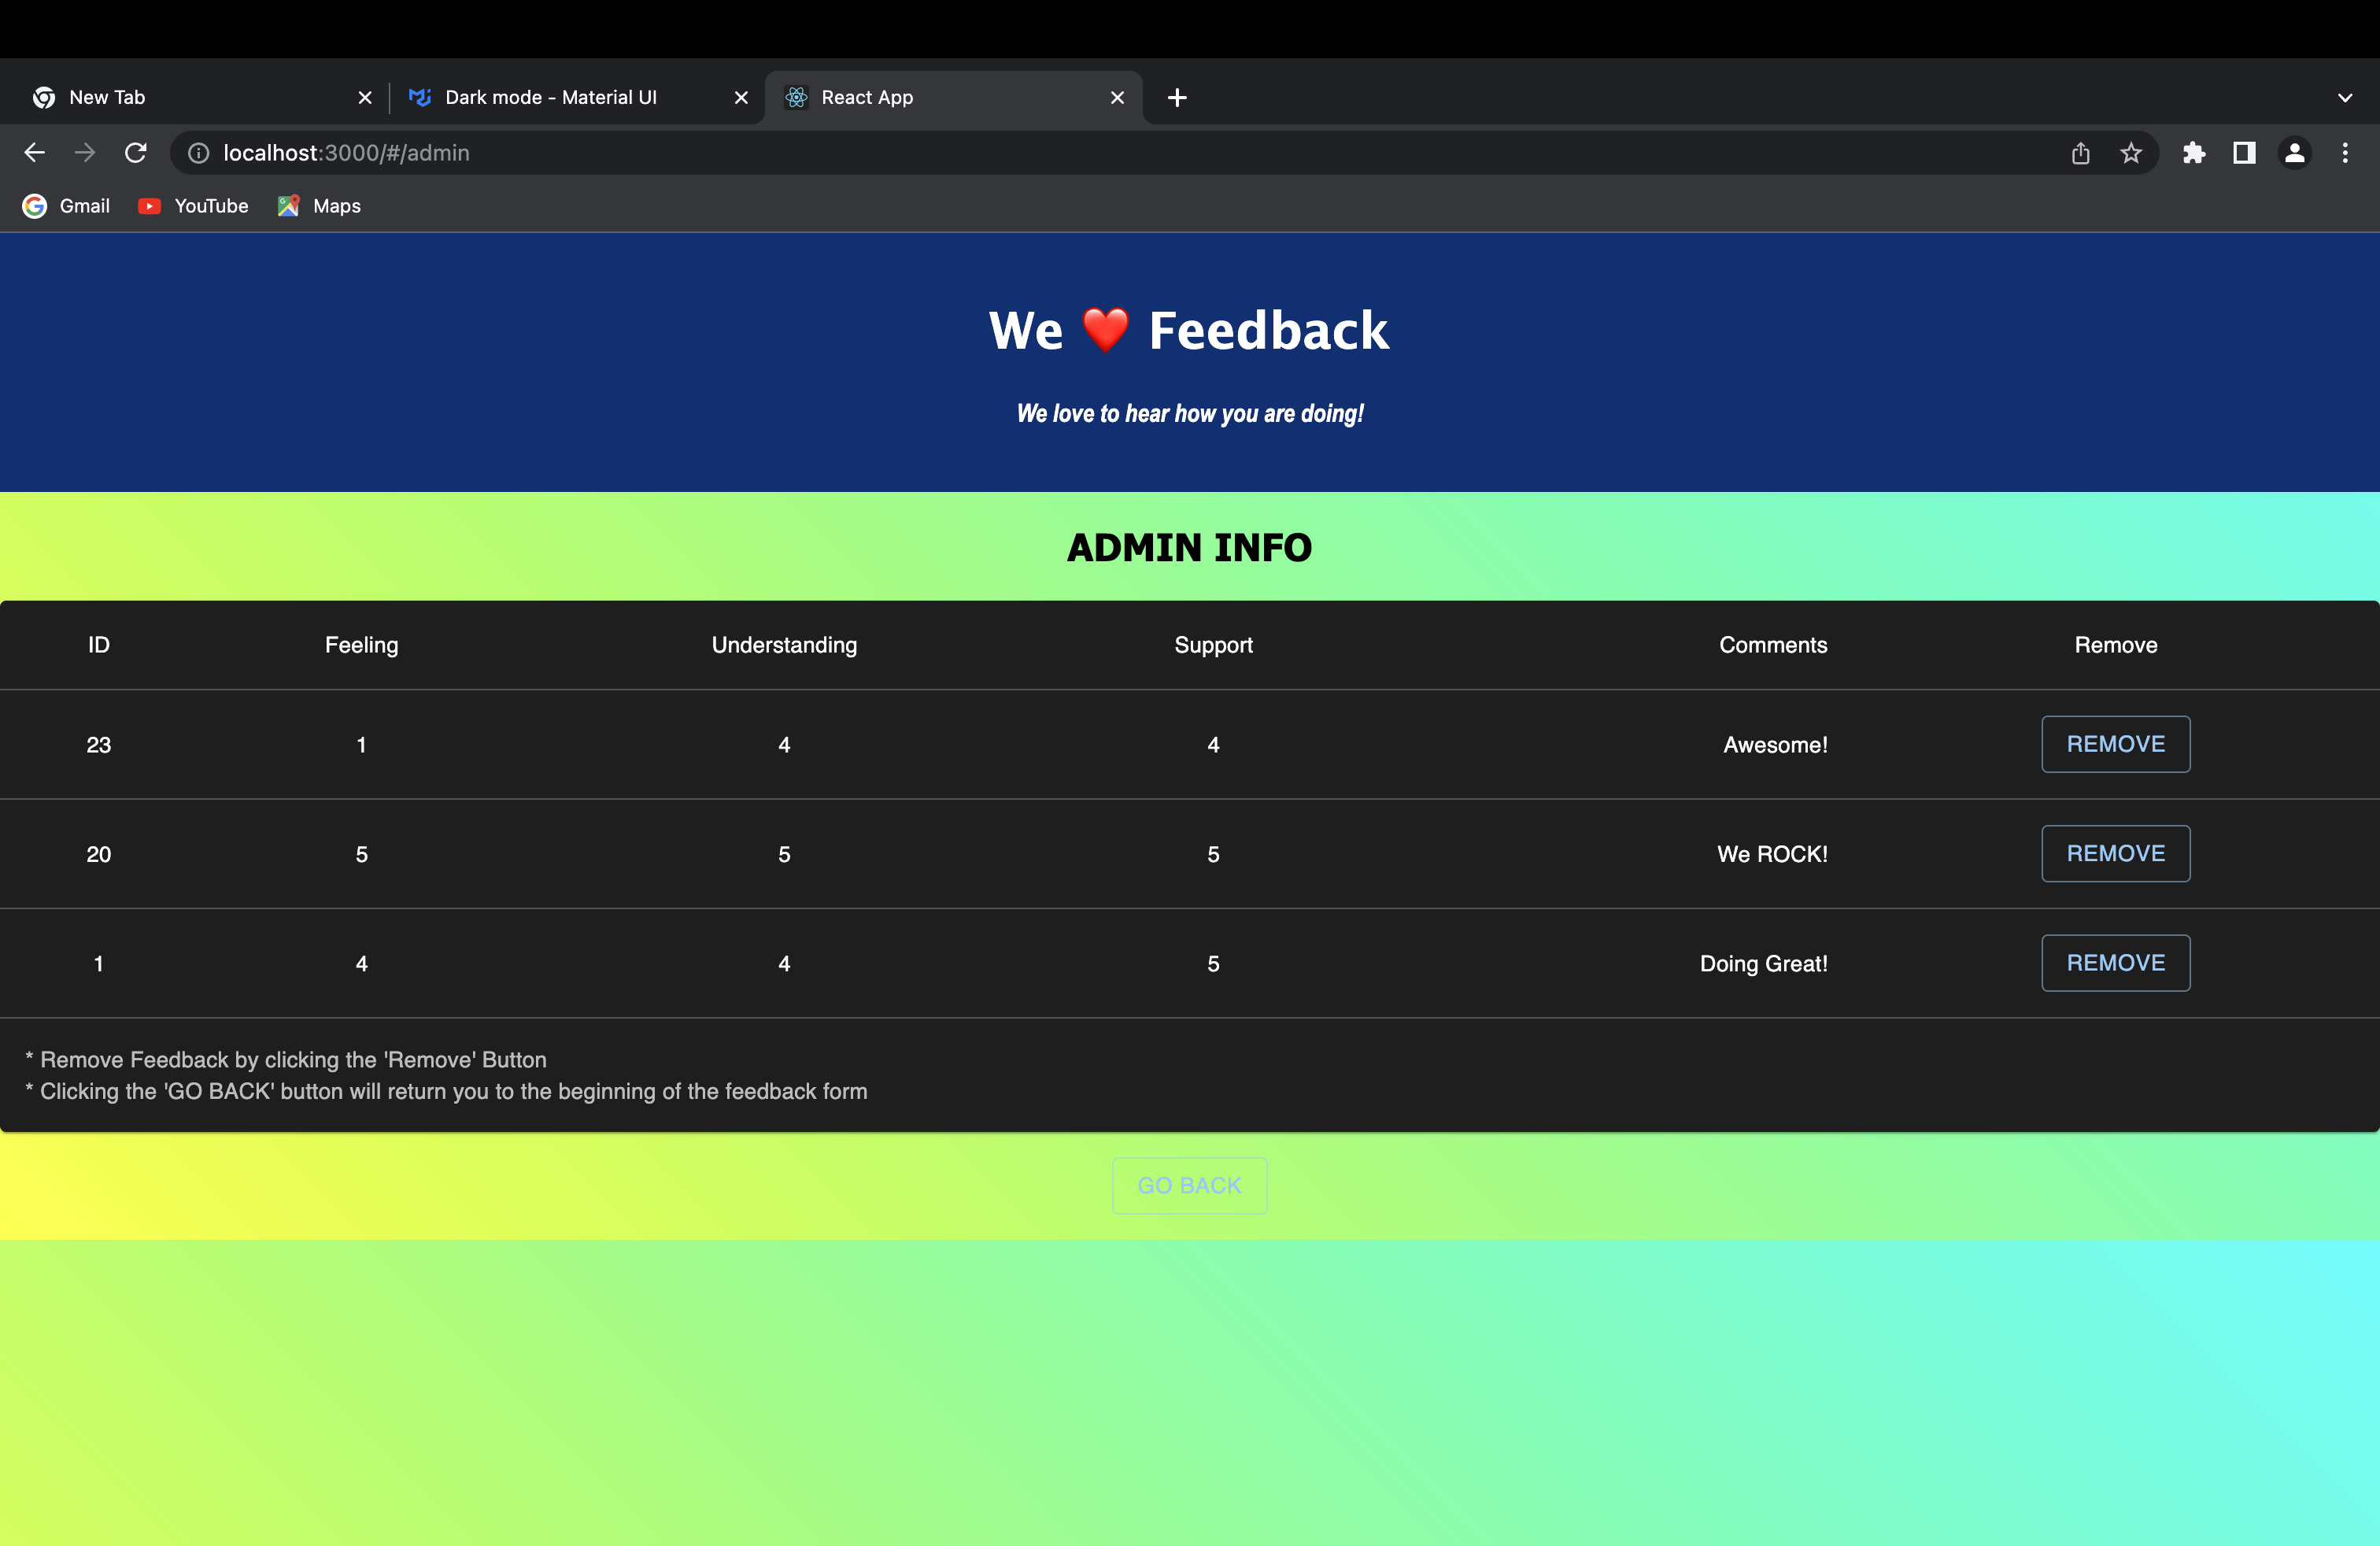 New Tab
Dark mode - Material UI
React App
localhost:3000/#/admin
Gmail
YouTube
Maps
We ❤️ Feedback
We love to hear how you are doing!
ADMIN INFO
ID Feeling Understanding Support Comments Remove
23 1 4 4 Awesome! REMOVE
20 5 5 5 We ROCK! REMOVE
1 4 4 5 Doing Great! REMOVE
* Remove Feedback by clicking the 'Remove' Button
* Clicking the 'GO BACK' button will return you to the beginning of the feedback form
GO BACK